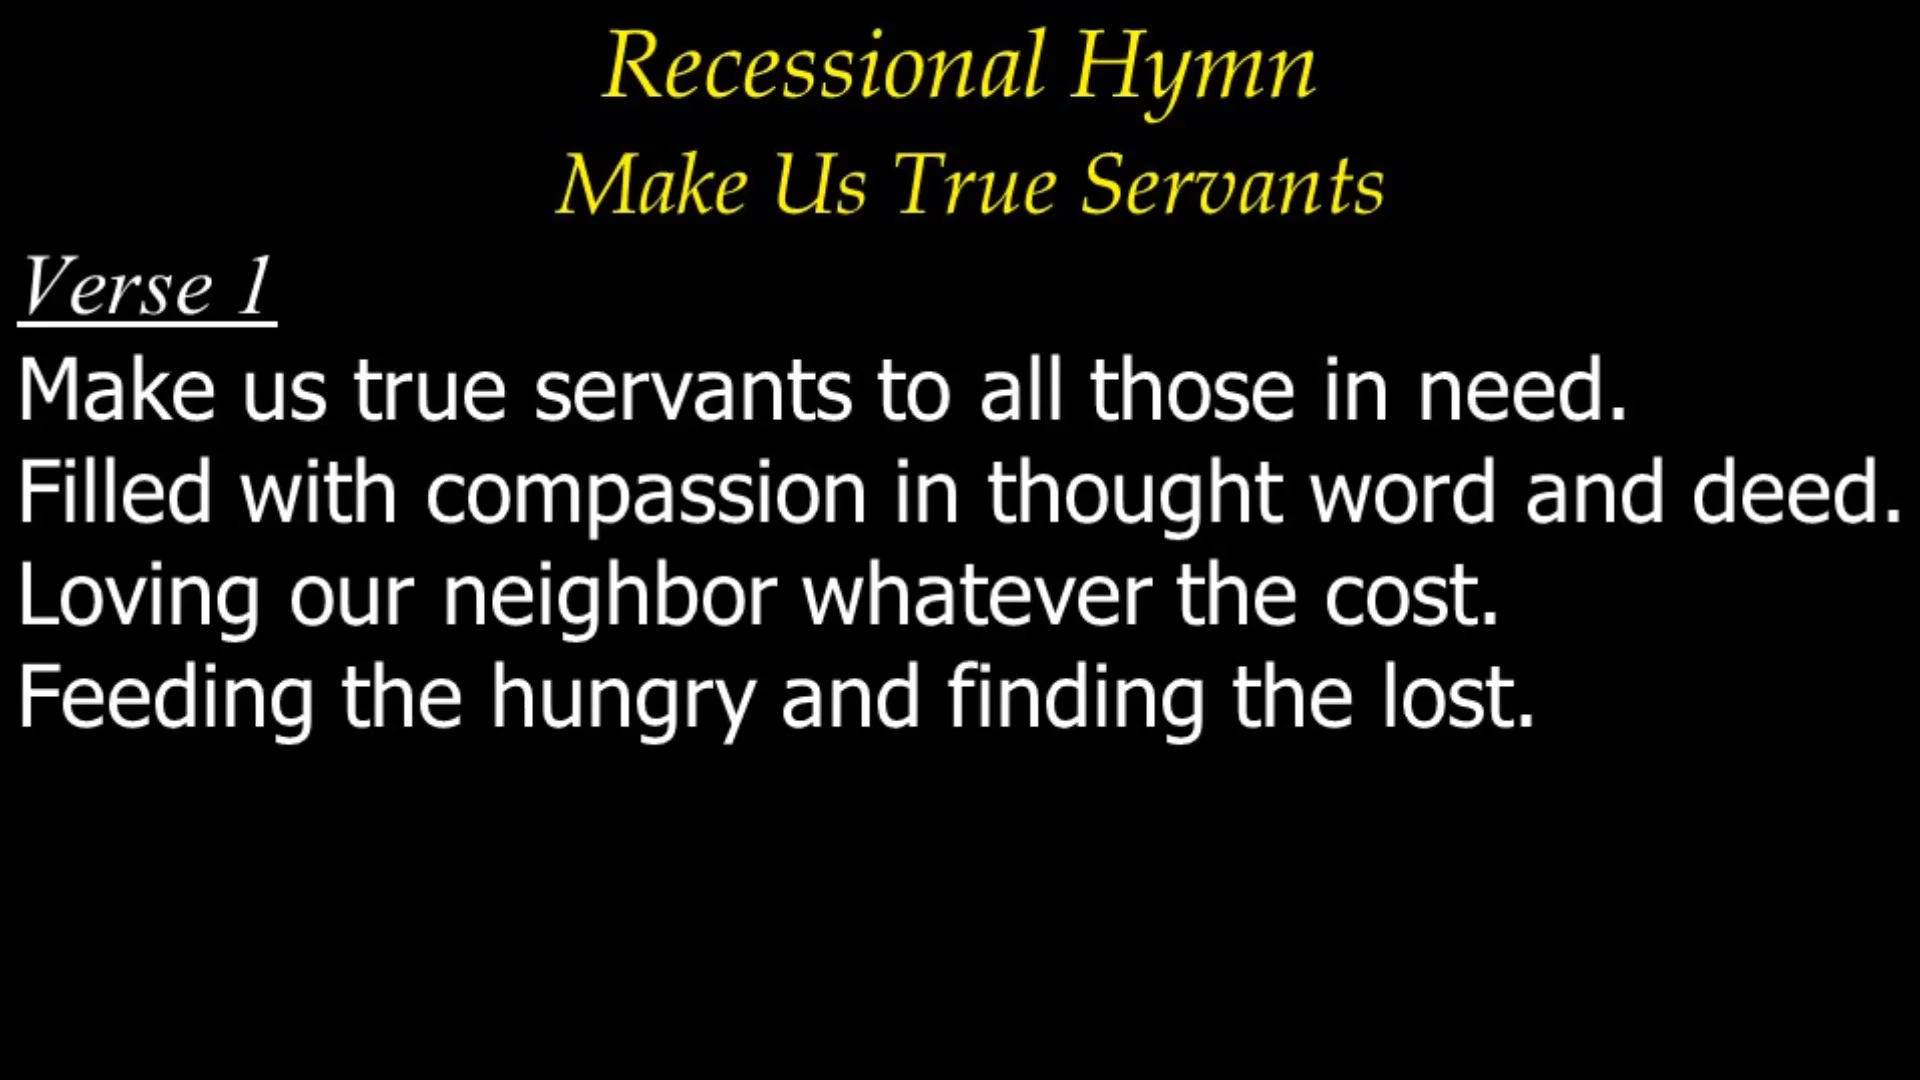 Recessional Hymn
Make Us True Servants
Verse 1
Make us true servants to all those in need.
Filled with compassion in thought word and deed.
Loving our neighbor whatever the cost.
Feeding the hungry and finding the lost.